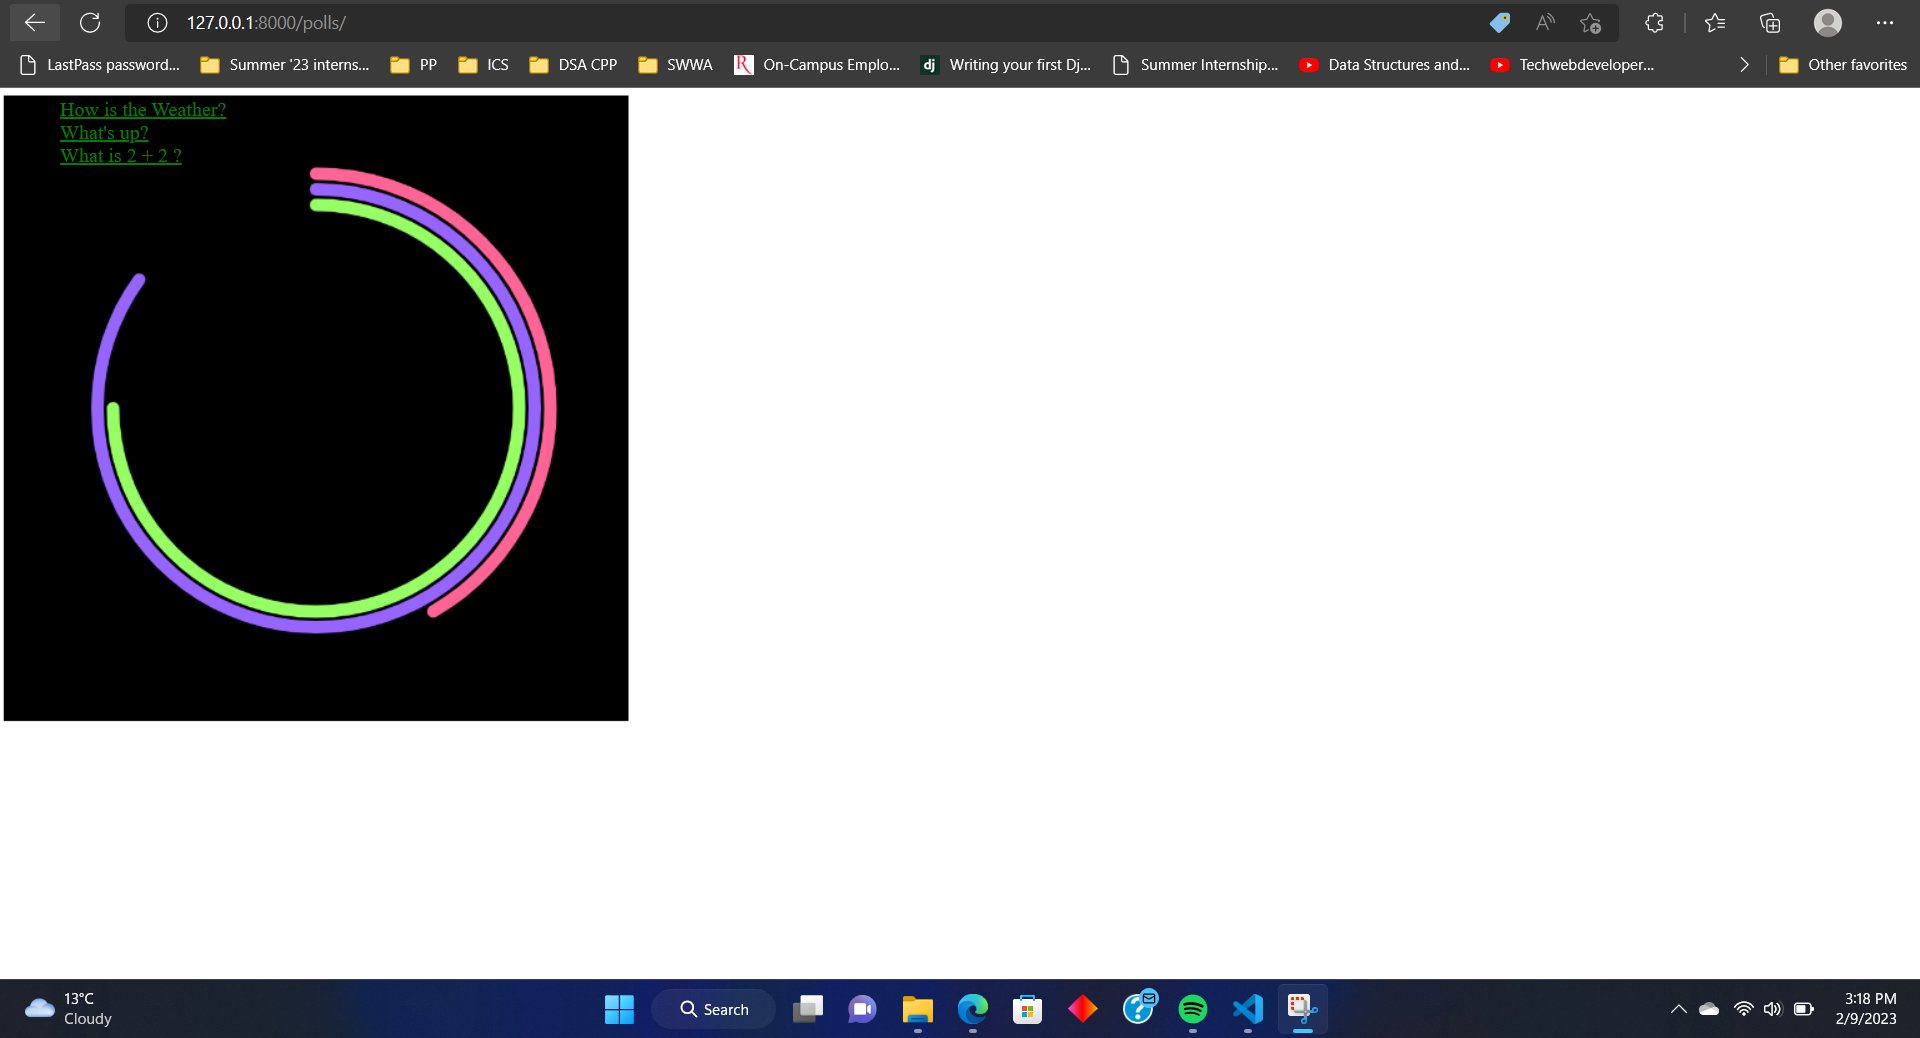 127.0.0.1:8000/polls/
LastPass password... Summer '23 interns... PP ICS DSA CPP SWWA R On-Campus Emplo... dj Writing your first Dj... Summer Internship... Data Structures and... Techwebdeveloper... Other favorites
How is the Weather?
What's up?
What is 2 + 2 ?
13°C
Cloudy
Search
3:18 PM
2/9/2023